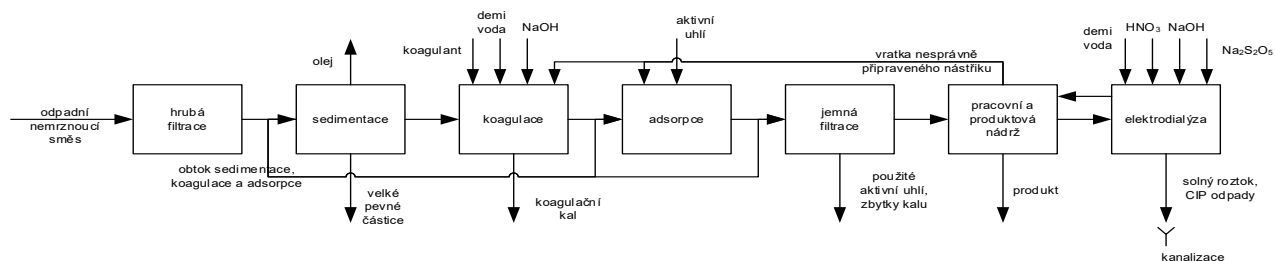 odpadní
nemrznoucí
směs
hrubá
filtrace
olej
sedimentace
obtok sedimentace,
koagulace a adsorpce
velké
pevné
částice
koagulant
demi
voda
NaOH
koagulace
koagulační
kal
aktivní
uhlí
adsorpce
vratka nesprávně
připraveného nástřiku
jemná
filtrace
použité
aktivní uhlí,
zbytky kalu
pracovní a
produktová
nádrž
produkt
demi
voda
HNO3
NaOH
Na2S2O5
elektrodialýza
solný roztok,
CIP odpady
kanalizace